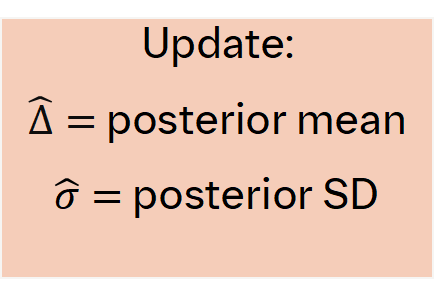 Update:
Δ̂ = posterior mean
σ̂ = posterior SD